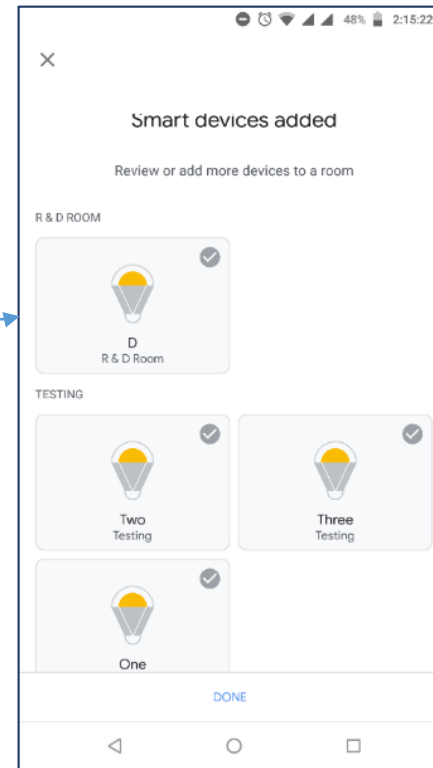 48% 2:15:22
Smart devices added
Review or add more devices to a room
R & D ROOM
D
R & D Room
TESTING
Two
Testing
Three
Testing
One
DONE